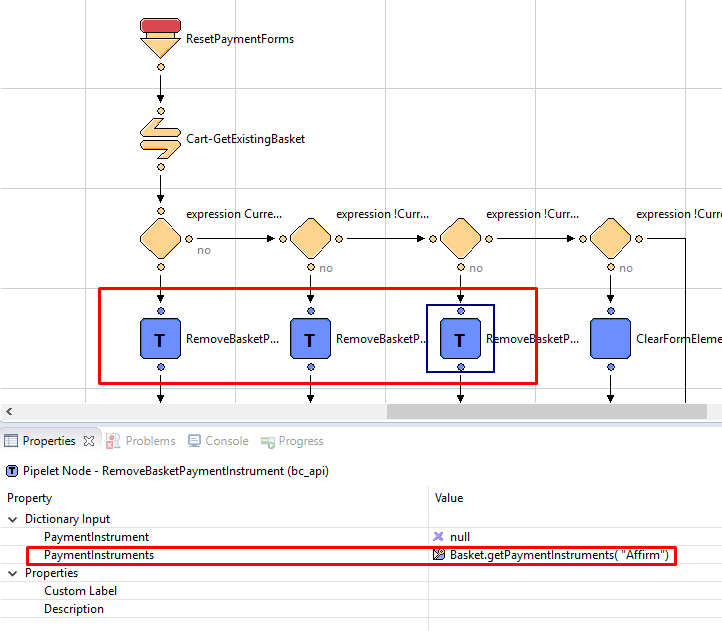 ResetPaymentForms
Cart-GetExistingBasket
expression Curre...
expression !Curr...
expression !Curr...
expression !Curr
no
no
no
no
T
RemoveBasketP...
T
RemoveBasketP...
T
RemoveBasketP...
ClearFormEleme
Properties
Problems
Console
Progress
T
Pipelet Node - RemoveBasketPaymentInstrument (bc_api)
Property
Value
Dictionary Input
PaymentInstrument
null
PaymentInstruments
Basket.getPaymentInstruments( "Affirm")
Properties
Custom Label
Description